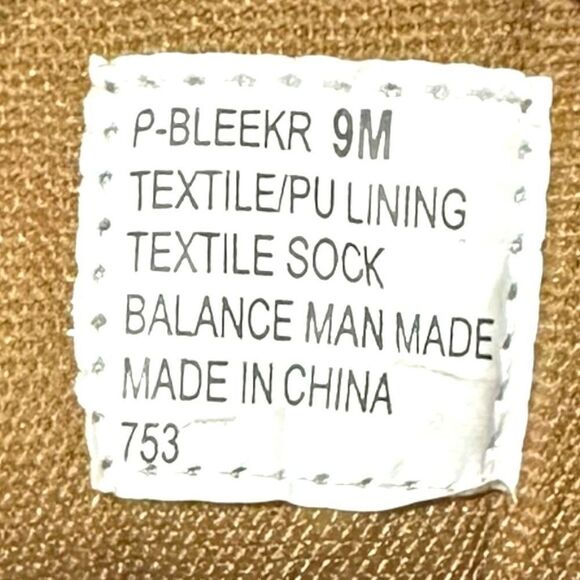 P-BLEEKR 9M
TEXTILE/PU LINING
TEXTILE SOCK
BALANCE MAN MADE
MADE IN CHINA
753